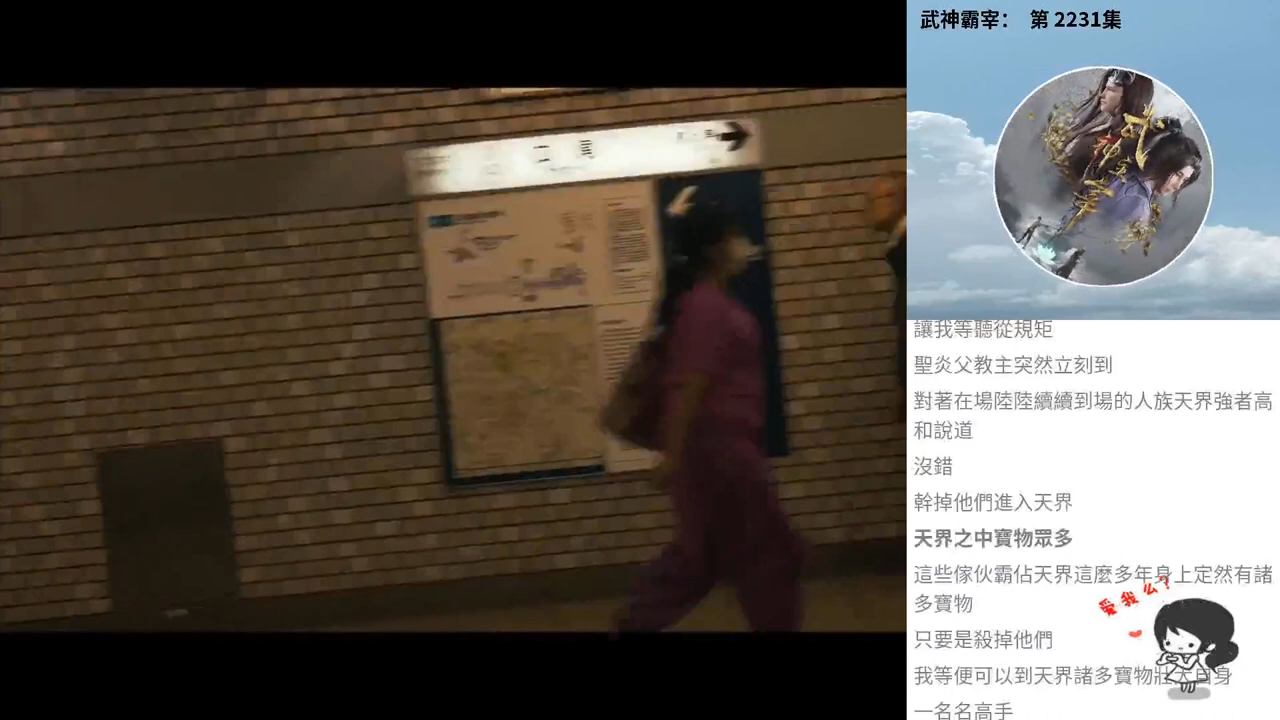 武神霸宰： 第 2231集
讓我等聽從規矩
聖炎父教主突然立刻到
對著在場陸陸續續到場的人族天界強者高
和說道
沒錯
幹掉他們進入天界
天界之中寶物眾多
這些傢伙霸佔天界這麼多年身上定然有諸
多寶物
愛我么?
只要是殺掉他們
我等便可以到天界諸多寶物壯大自身
一名名高手